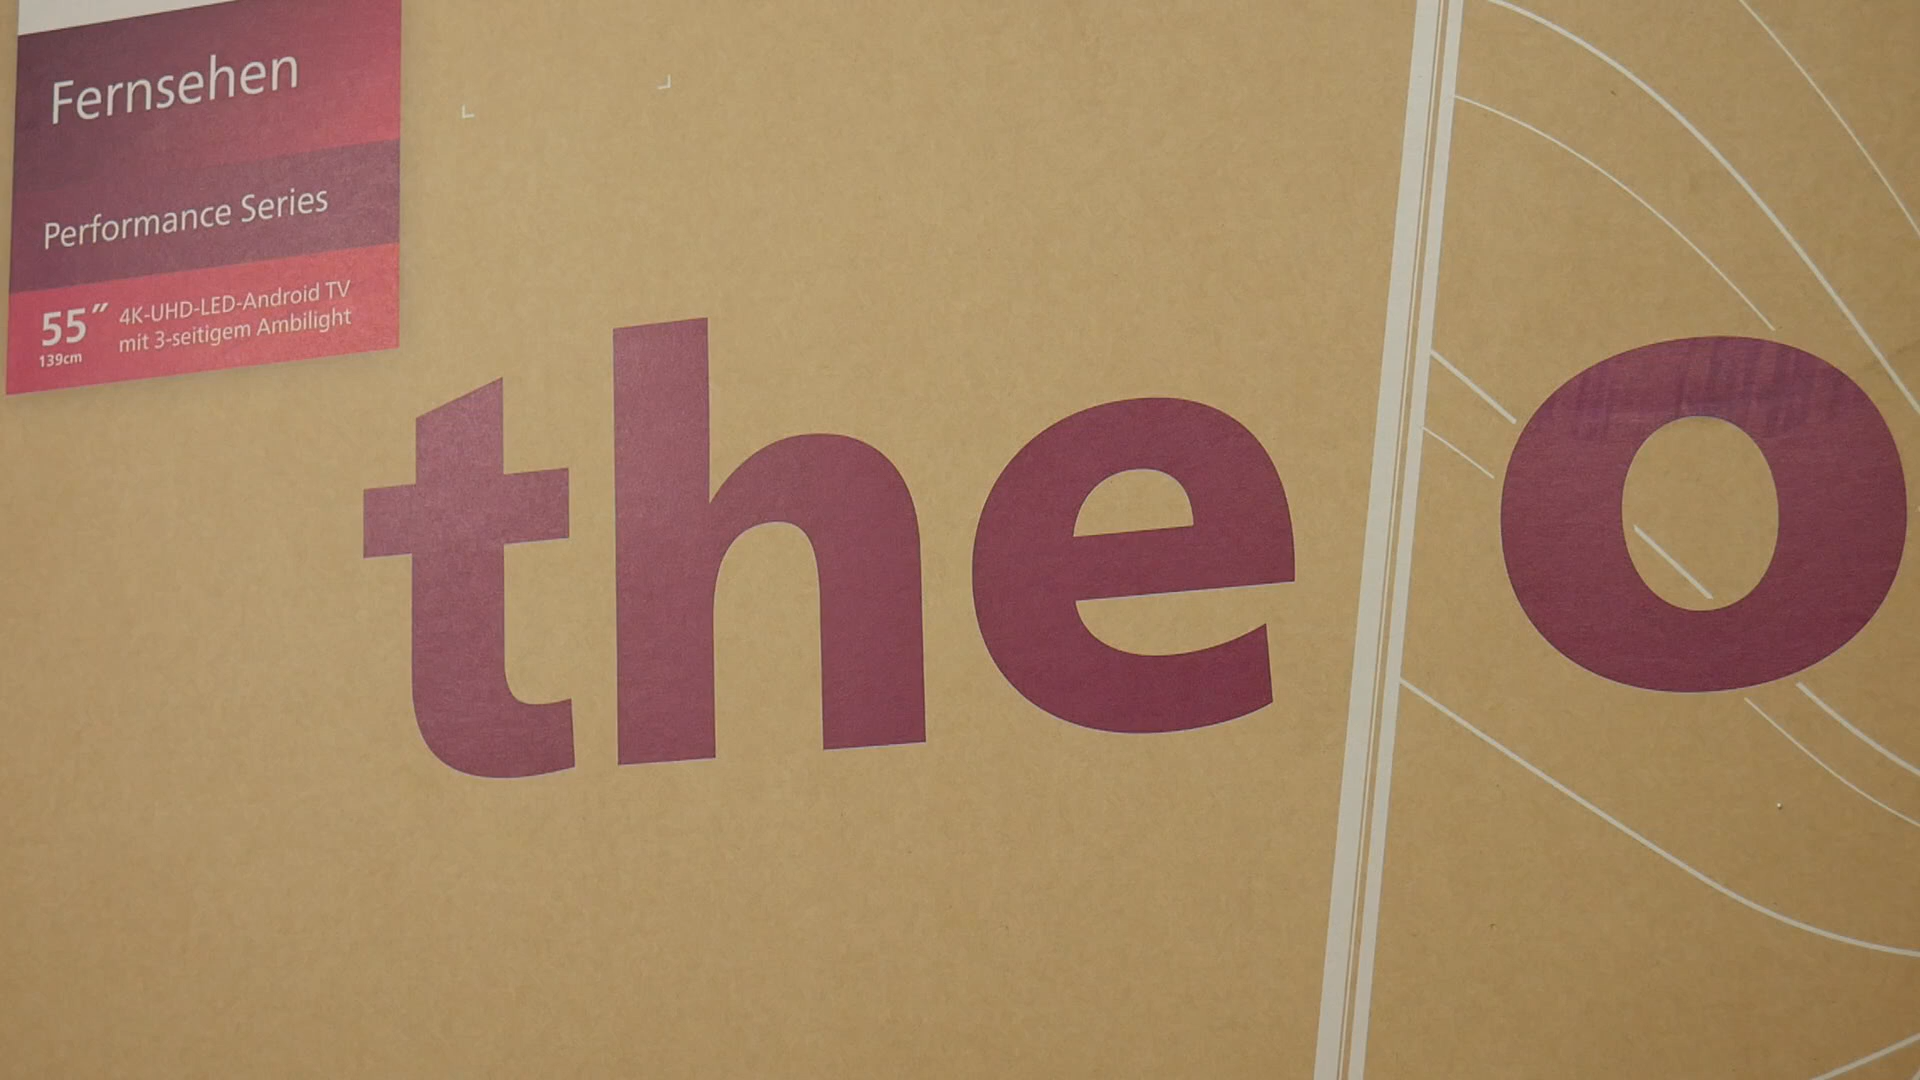 Fernsehen
Performance Series
55″ 4K-UHD-LED-Android TV
139cm mit 3-seitigem Ambilight
the o